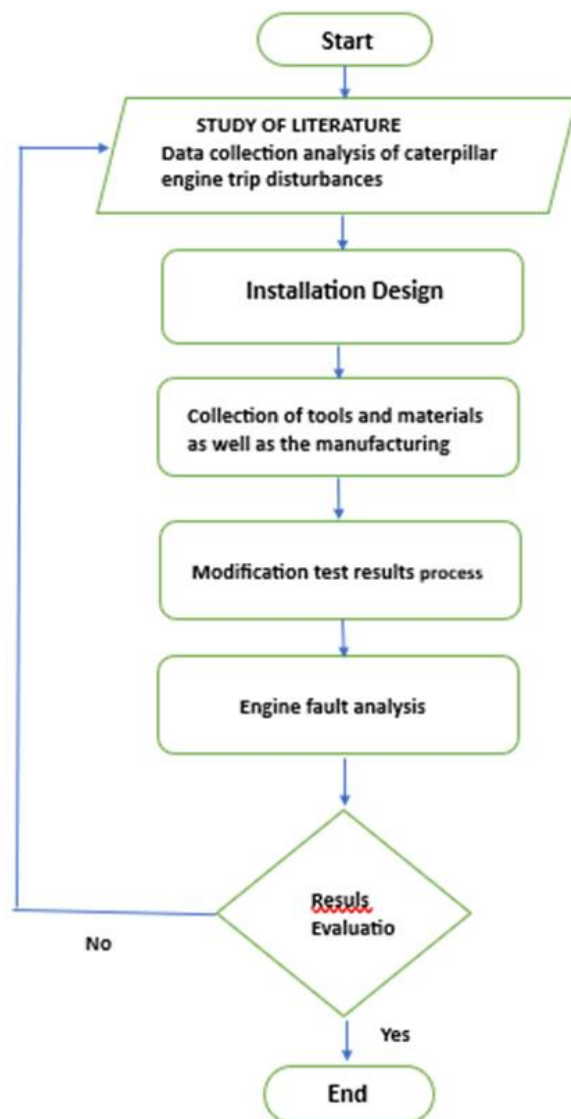 Start
STUDY OF LITERATURE
Data collection analysis of caterpillar
engine trip disturbances
Installation Design
Collection of tools and materials
as well as the manufacturing
Modification test results process
Engine fault analysis
Resuls
Evaluatio
No
Yes
End